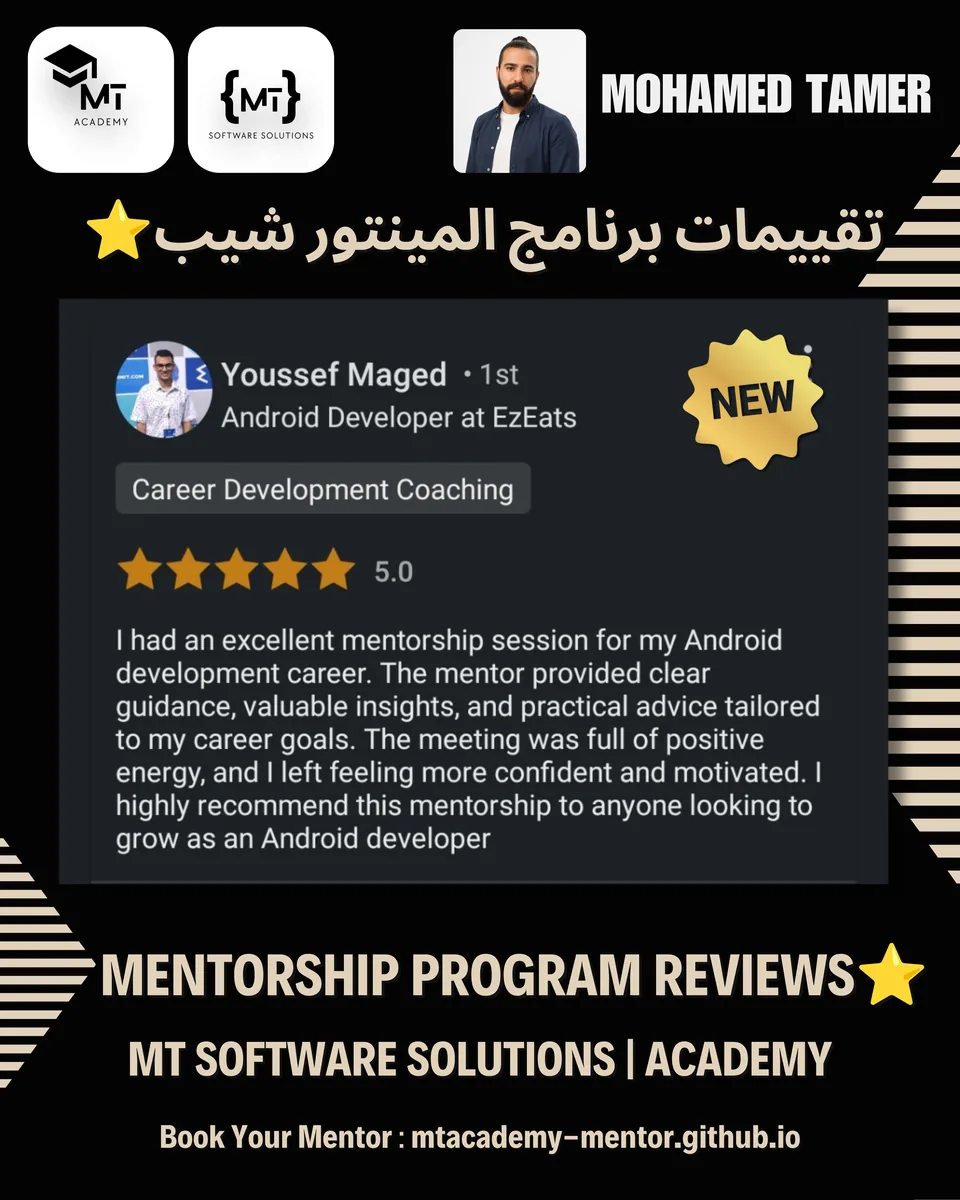 MT
ACADEMY
{MT}
SOFTWARE SOLUTIONS
MOHAMED TAMER
تقييمات برنامج المينتور شيب⭐
Youssef Maged • 1st
Android Developer at EzEats
NEW
Career Development Coaching
5.0
I had an excellent mentorship session for my Android
development career. The mentor provided clear
guidance, valuable insights, and practical advice tailored
to my career goals. The meeting was full of positive
energy, and I left feeling more confident and motivated. I
highly recommend this mentorship to anyone looking to
grow as an Android developer
MENTORSHIP PROGRAM REVIEWS⭐
MT SOFTWARE SOLUTIONS | ACADEMY
Book Your Mentor : mtacademy-mentor.github.io